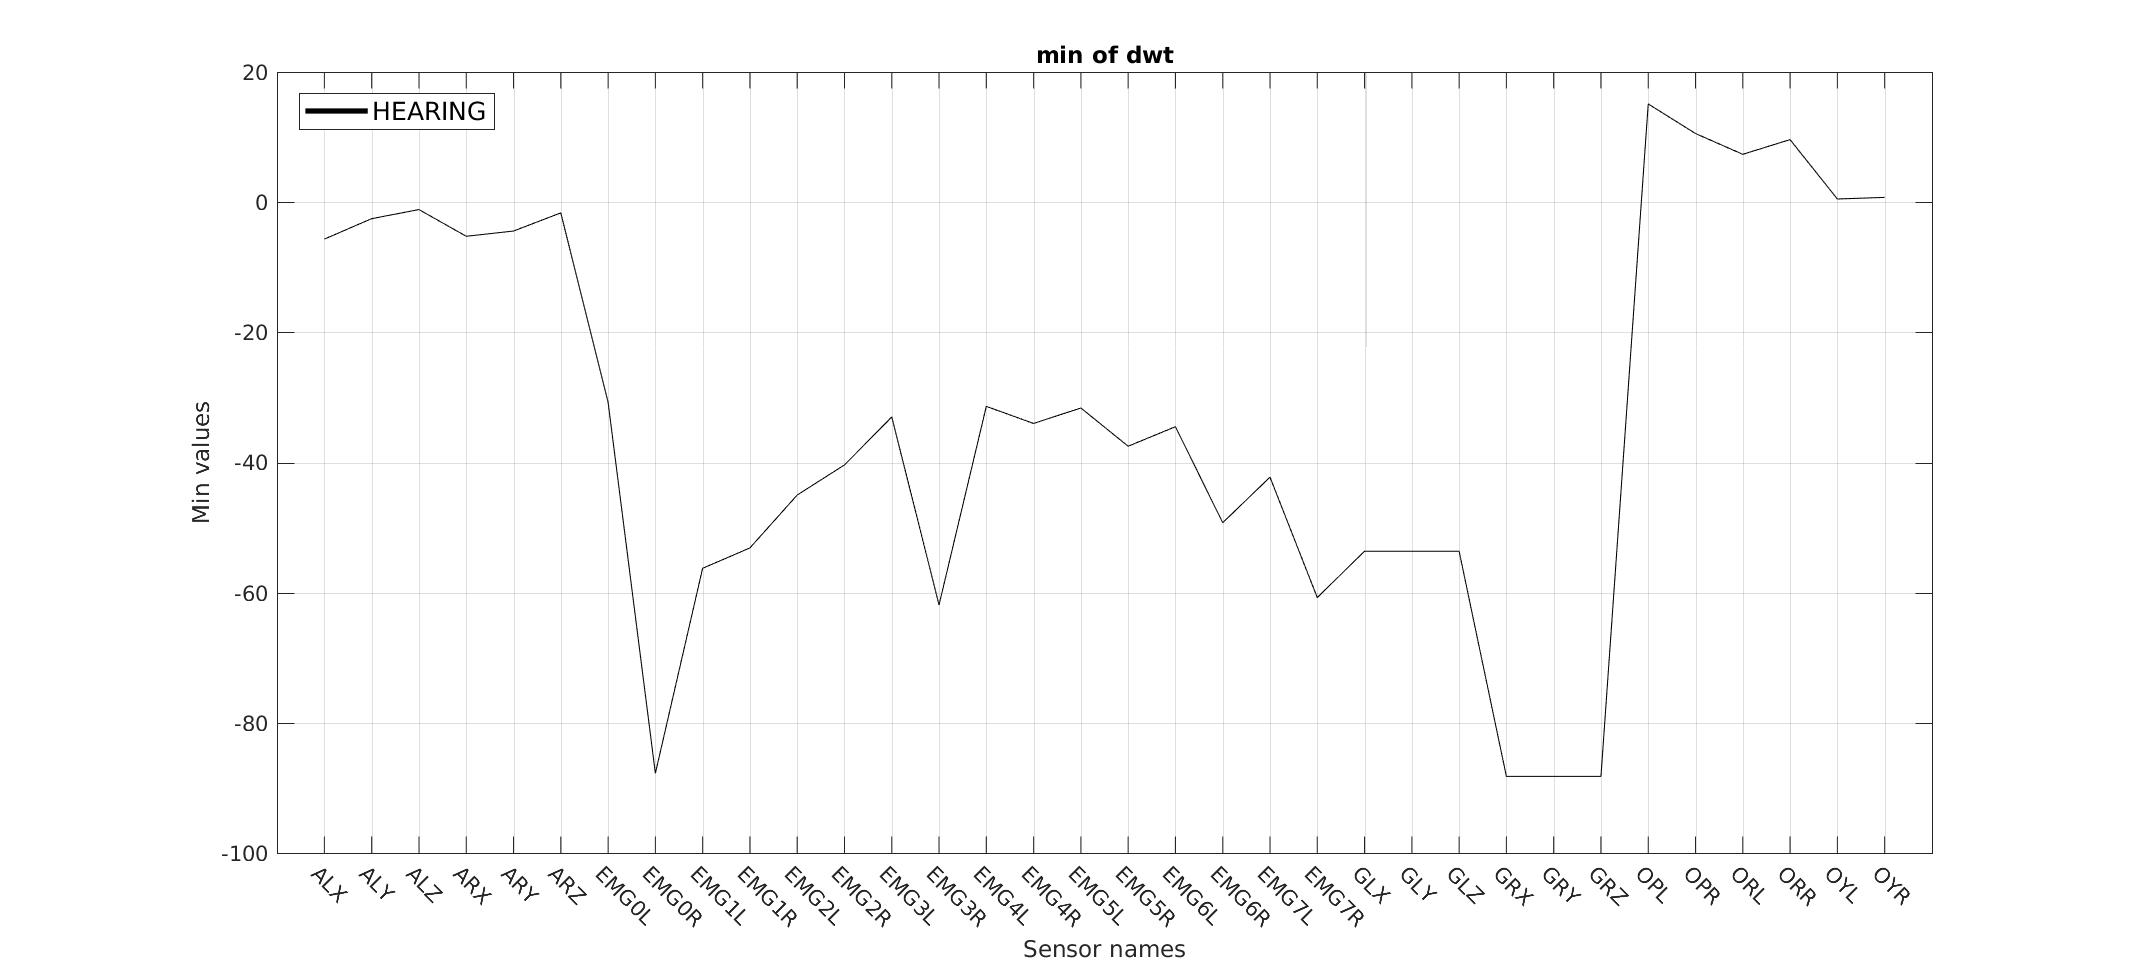 min of dwt
20
HEARING
0
-20
-40
-60
-80
-100
Min values
ALX ALY ALZ ARX ARY ARZ EMG0L EMG0R EMG1L EMG1R EMG2L EMG2R EMG3L EMG3R EMG4L EMG4R EMG5L EMG5R EMG6L EMG6R EMG7L EMG7R GLX GLY GLZ GRX GRY GRZ OPL OPR ORL ORR OYL OYR
Sensor names